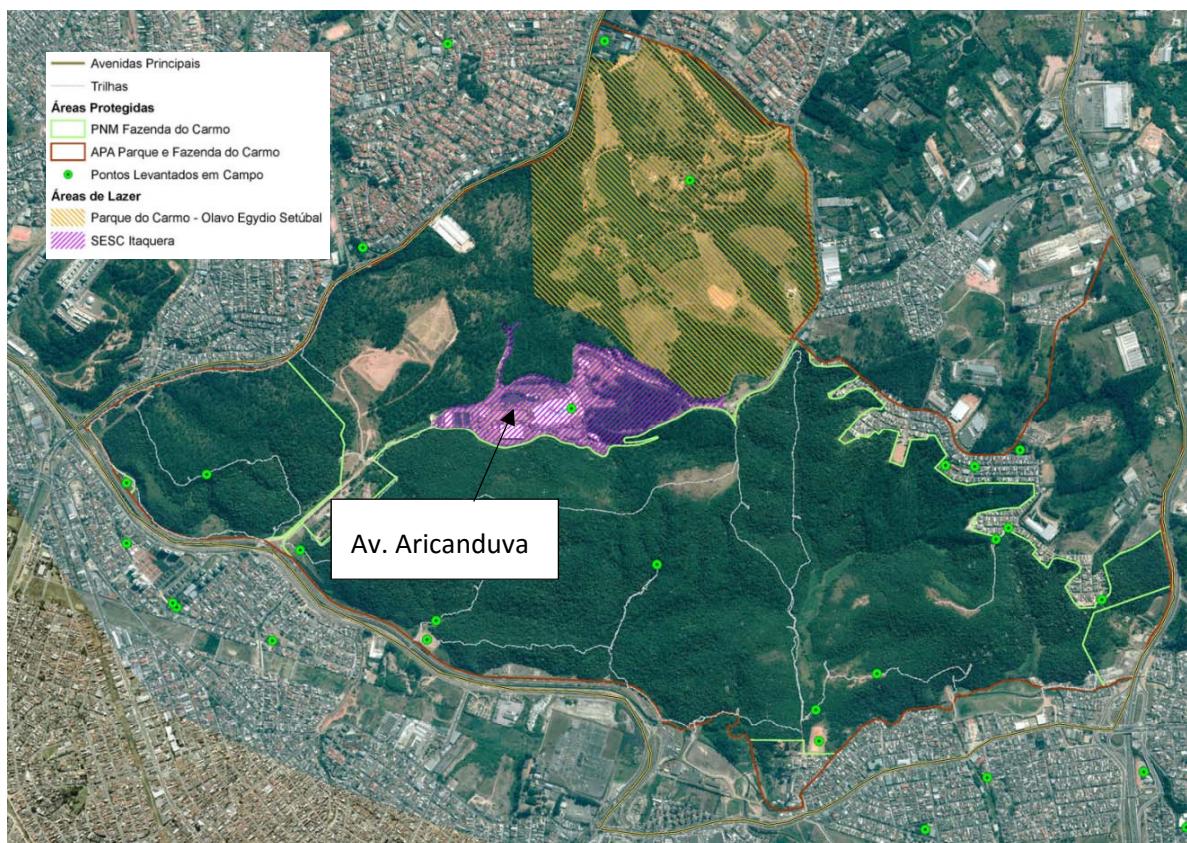 Avenidas Principais
Trilhas
Áreas Protegidas
PNM Fazenda do Carmo
APA Parque e Fazenda do Carmo
Pontos Levantados em Campo
Áreas de Lazer
Parque do Carmo - Olavo Egydio Setúbal
SESC Itaquera
Av. Aricanduva